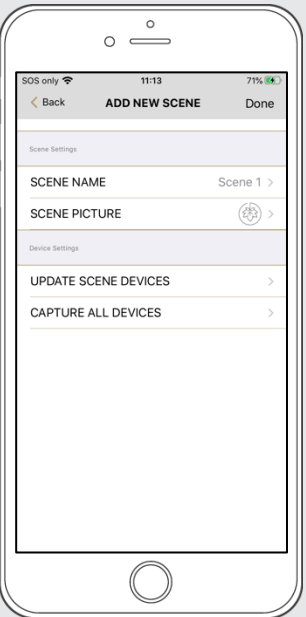 SOS only 11:13 71%
Back ADD NEW SCENE Done
Scene Settings
SCENE NAME Scene 1
SCENE PICTURE
Device Settings
UPDATE SCENE DEVICES
CAPTURE ALL DEVICES